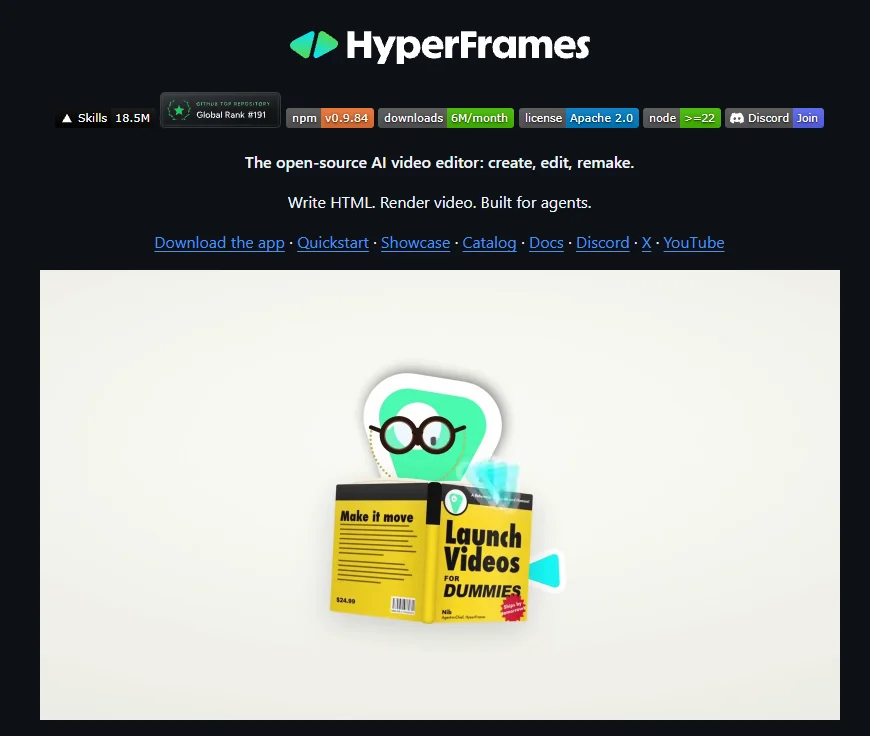 HyperFrames
Skills 18.5M
GITHUB TOP REPOSITORY
Global Rank #191
npm v0.9.84
downloads 6M/month
license Apache 2.0
node >=22
Discord Join
The open-source AI video editor: create, edit, remake.
Write HTML. Render video. Built for agents.
Download the app · Quickstart · Showcase · Catalog · Docs · Discord · X · YouTube
Make it move
$24.99
Launch
Videos
FOR
DUMMIES
Nib